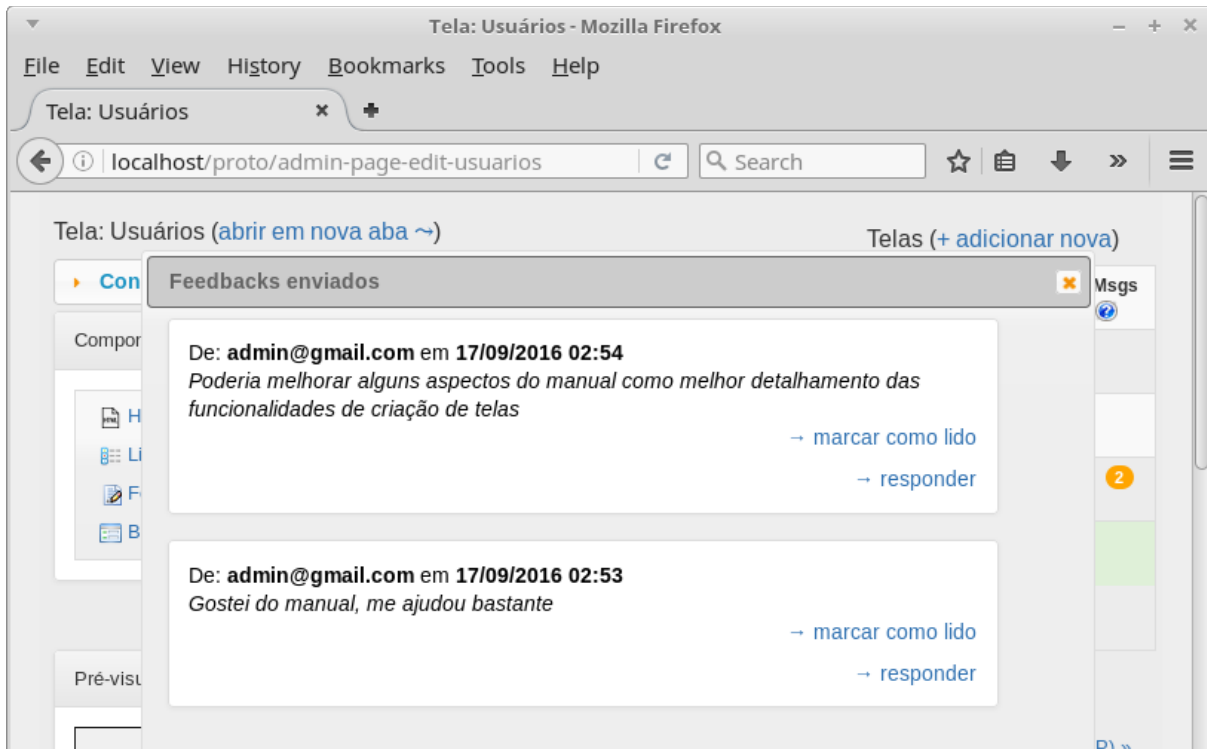 Tela: Usuários - Mozilla Firefox
File Edit View History Bookmarks Tools Help
Tela: Usuários
localhost/proto/admin-page-edit-usuarios
Search
Tela: Usuários (abrir em nova aba ⤳)
Telas (+ adicionar nova)
Con
Feedbacks enviados
Msgs
Compor
De: admin@gmail.com em 17/09/2016 02:54
Poderia melhorar alguns aspectos do manual como melhor detalhamento das
funcionalidades de criação de telas
H
→ marcar como lido
Li
→ responder
2
F
B
De: admin@gmail.com em 17/09/2016 02:53
Gostei do manual, me ajudou bastante
→ marcar como lido
→ responder
Pré-visu